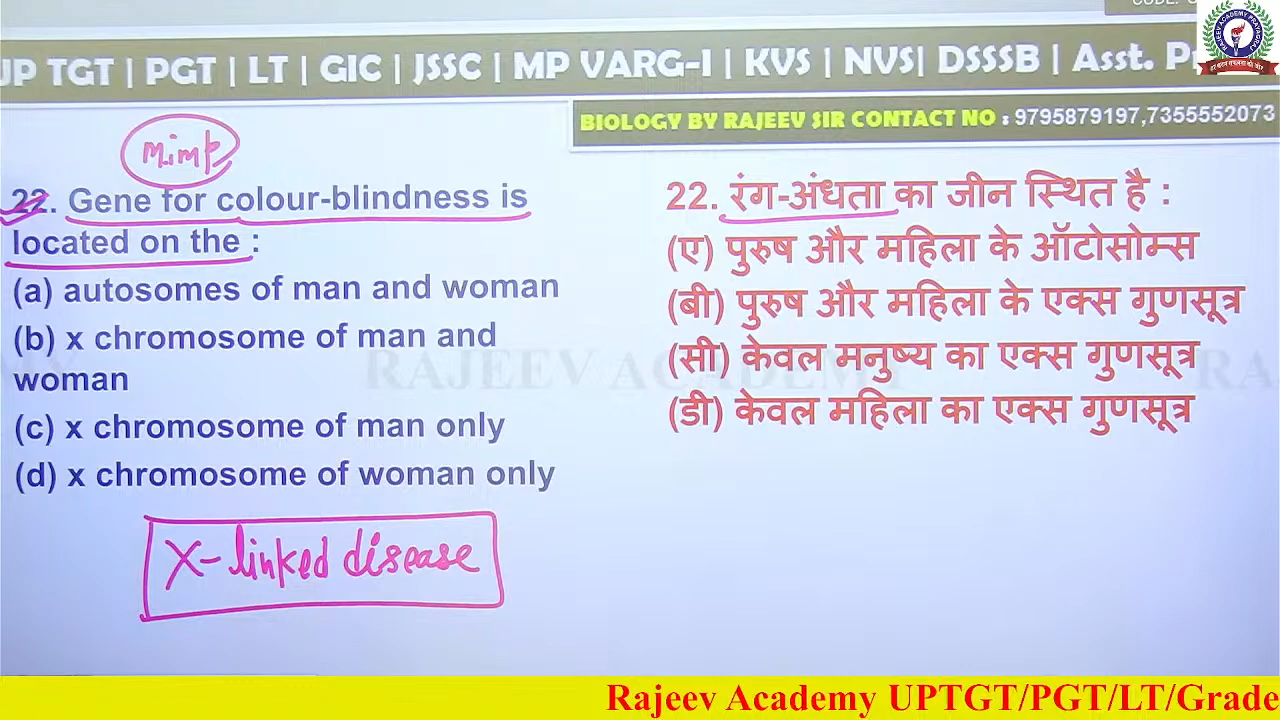 UP TGT | PGT | LT | GIC | JSSC | MP VARG-I | KVS | NVS| DSSSB | Asst. P
BIOLOGY BY RAJEEV SIR CONTACT NO : 9795879197,7355552073
m.imp
22. Gene for colour-blindness is
located on the :
(a) autosomes of man and woman
(b) x chromosome of man and
woman
(c) x chromosome of man only
(d) x chromosome of woman only
X-linked disease
22. रंग-अंधता का जीन स्थित है :
(ए) पुरुष और महिला के ऑटोसोम्स
(बी) पुरुष और महिला के एक्स गुणसूत्र
(सी) केवल मनुष्य का एक्स गुणसूत्र
(डी) केवल महिला का एक्स गुणसूत्र
RAJEEV ACADEMY
Rajeev Academy UPTGT/PGT/LT/Grade